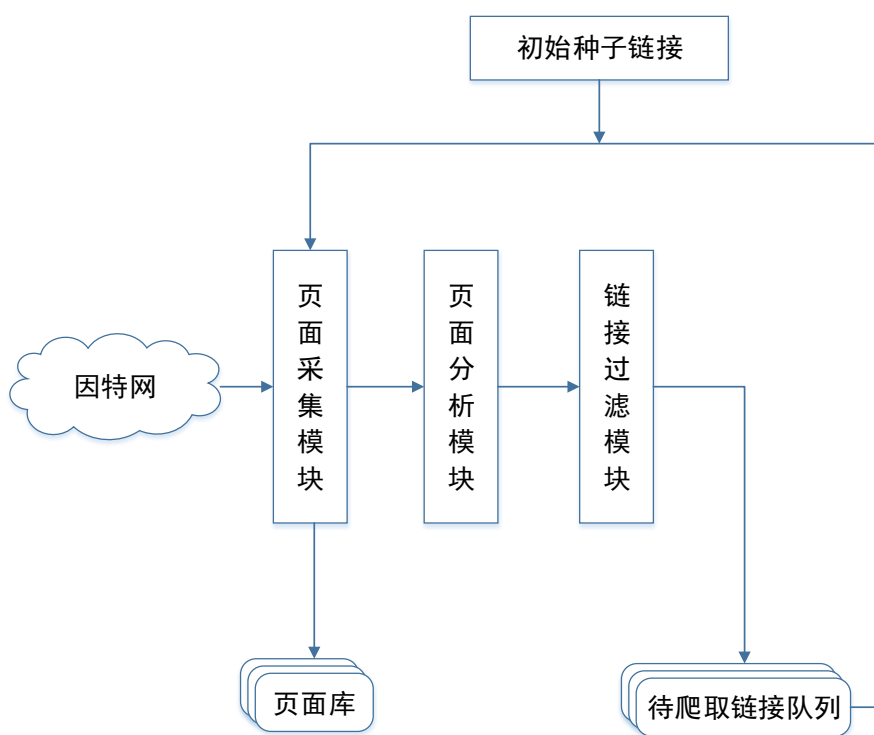 初始种子链接
因特网
页面采集模块
页面分析模块
链接过滤模块
页面库
待爬取链接队列